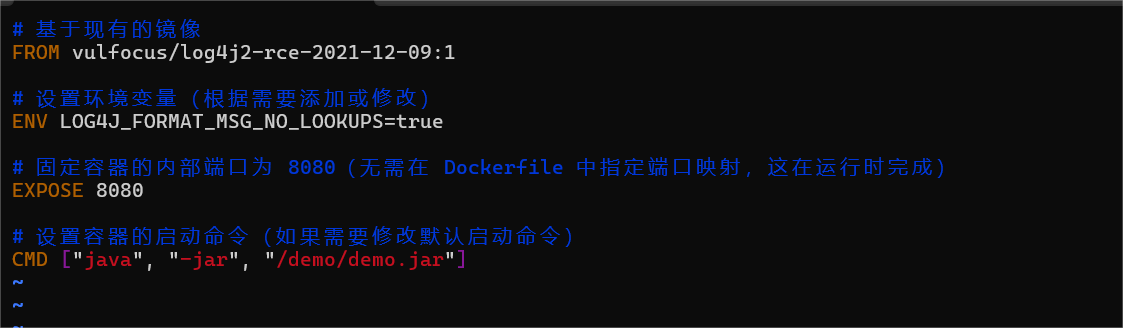 # 基于现有的镜像
FROM vulfocus/log4j2-rce-2021-12-09:1
# 设置环境变量（根据需要添加或修改）
ENV LOG4J_FORMAT_MSG_NO_LOOKUPS=true
# 固定容器的内部端口为 8080（无需在 Dockerfile 中指定端口映射，这在运行时完成）
EXPOSE 8080
# 设置容器的启动命令（如果需要修改默认启动命令）
CMD ["java", "-jar", "/demo/demo.jar"]
~
~
~